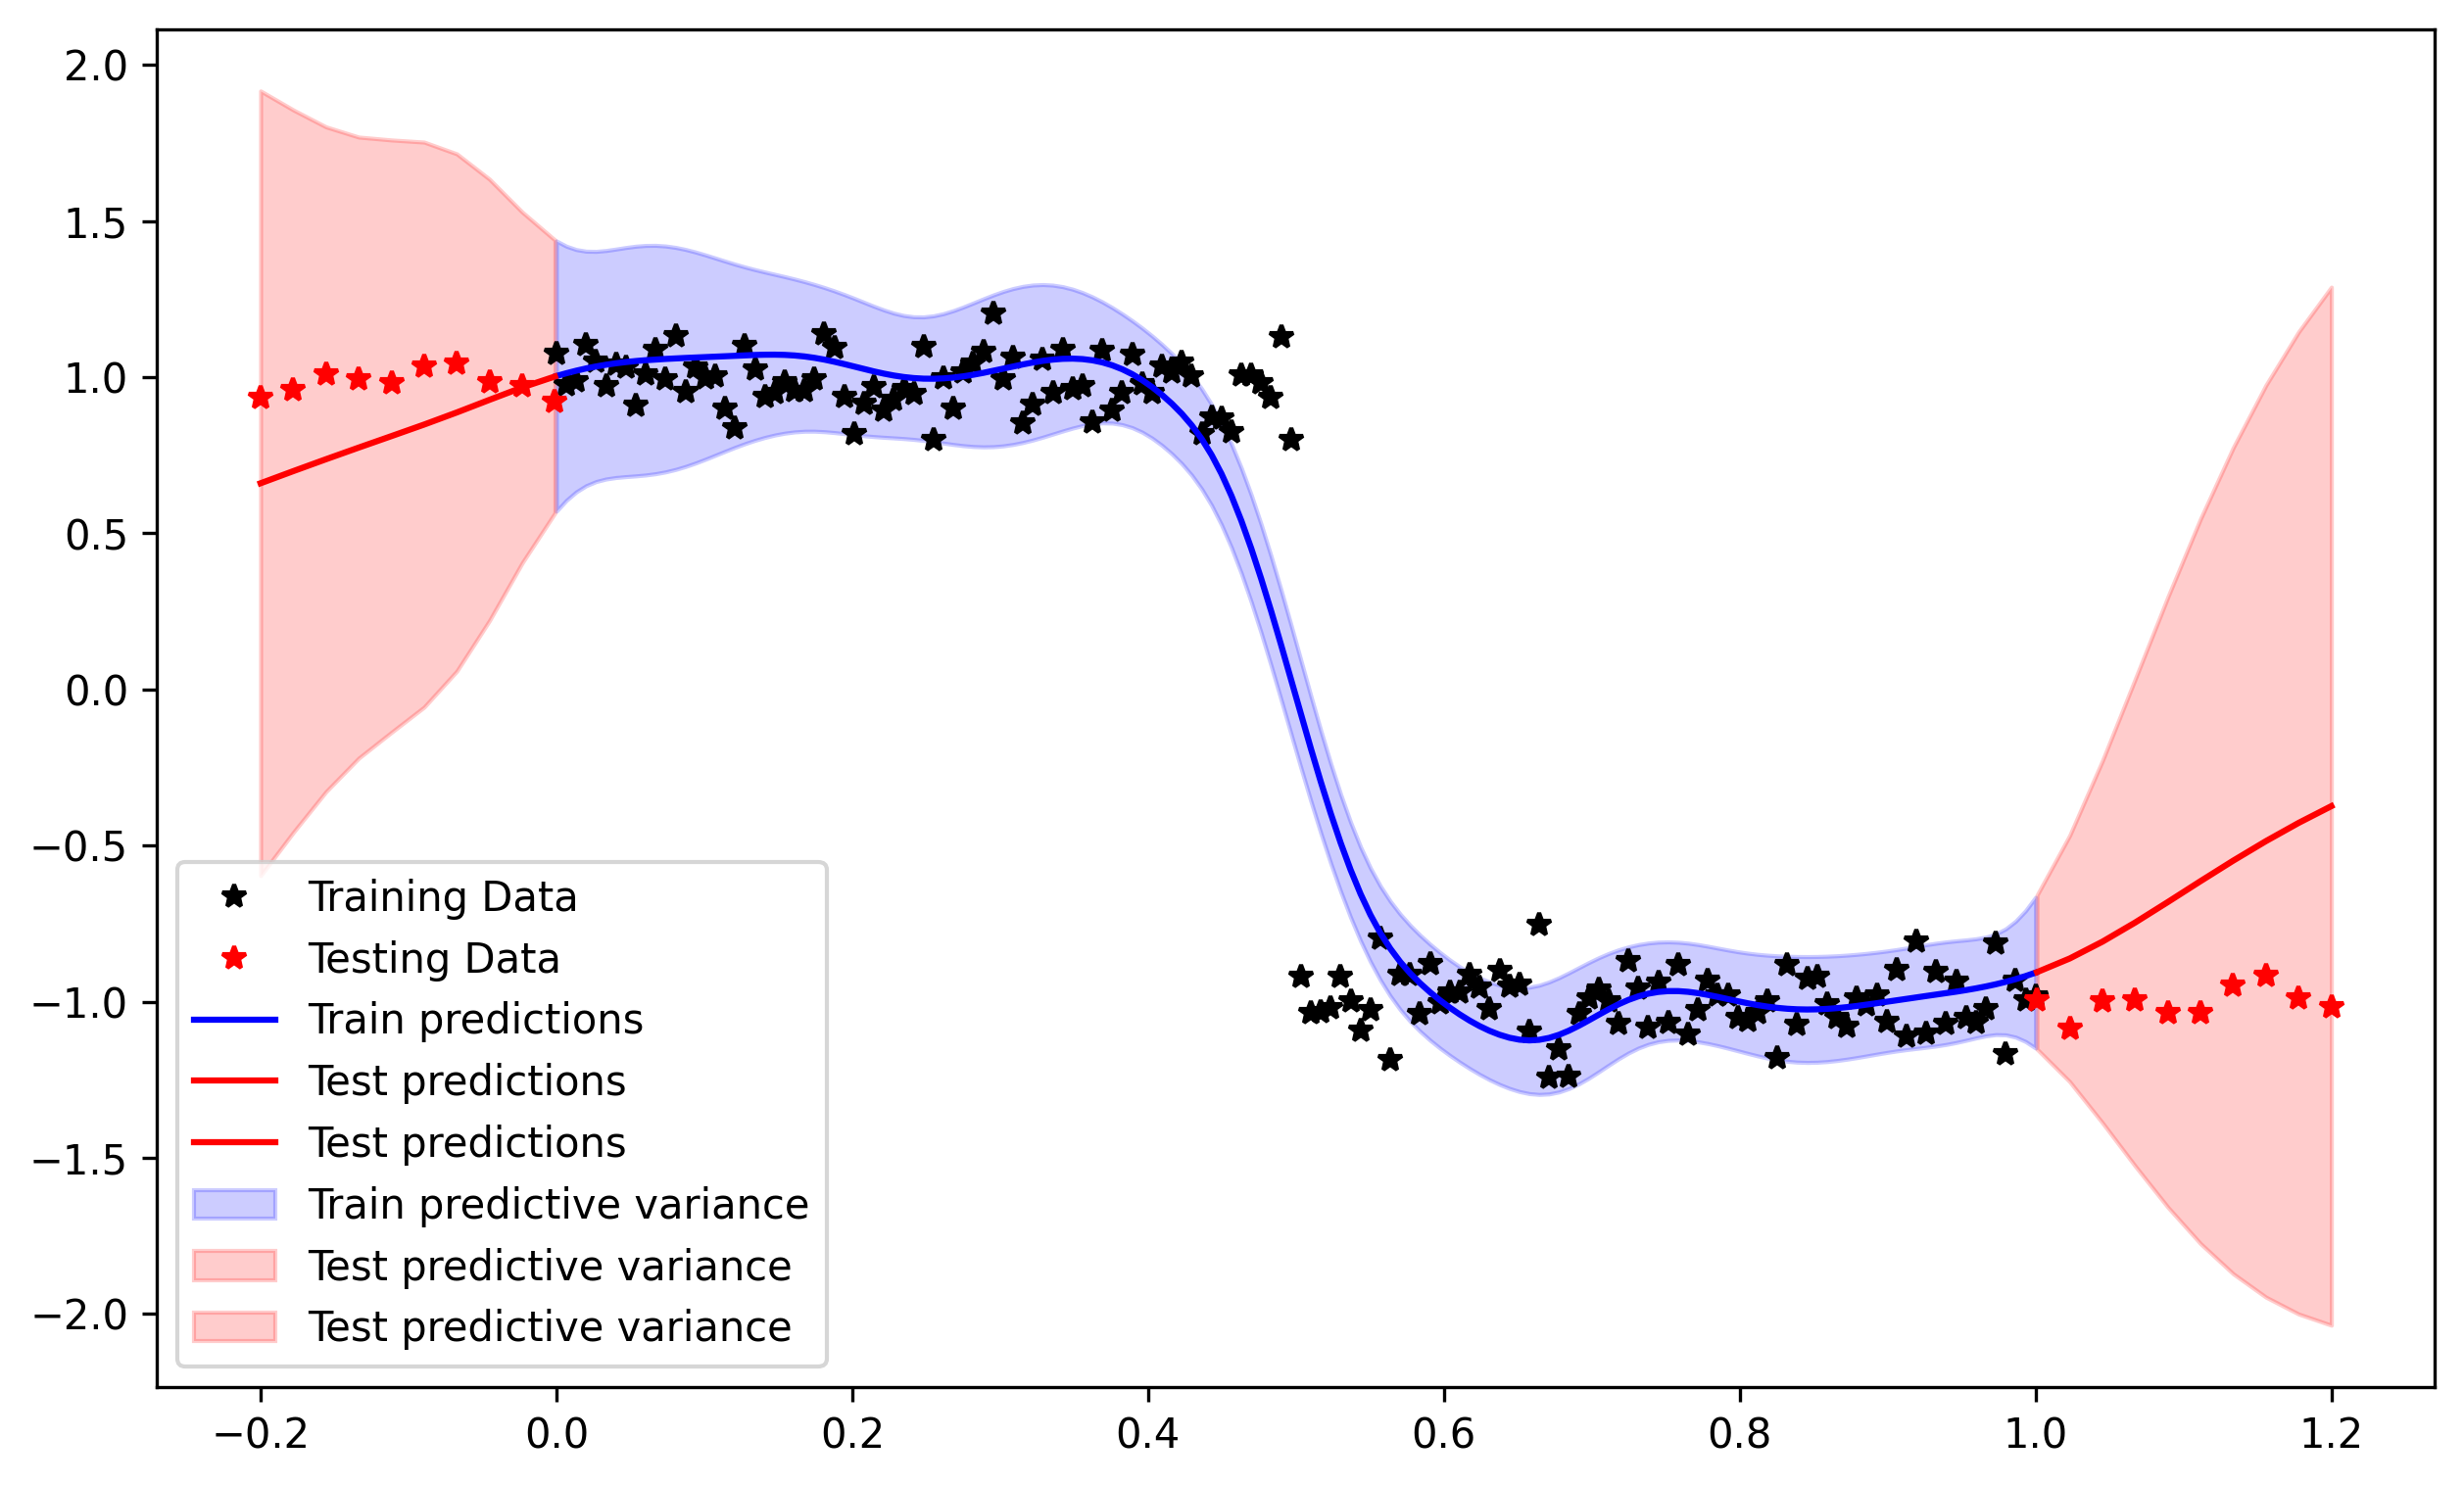 2.0
1.5
1.0
0.5
0.0
−0.5
−1.0
−1.5
−2.0
Training Data
Testing Data
Train predictions
Test predictions
Test predictions
Train predictive variance
Test predictive variance
Test predictive variance
−0.2 0.0 0.2 0.4 0.6 0.8 1.0 1.2